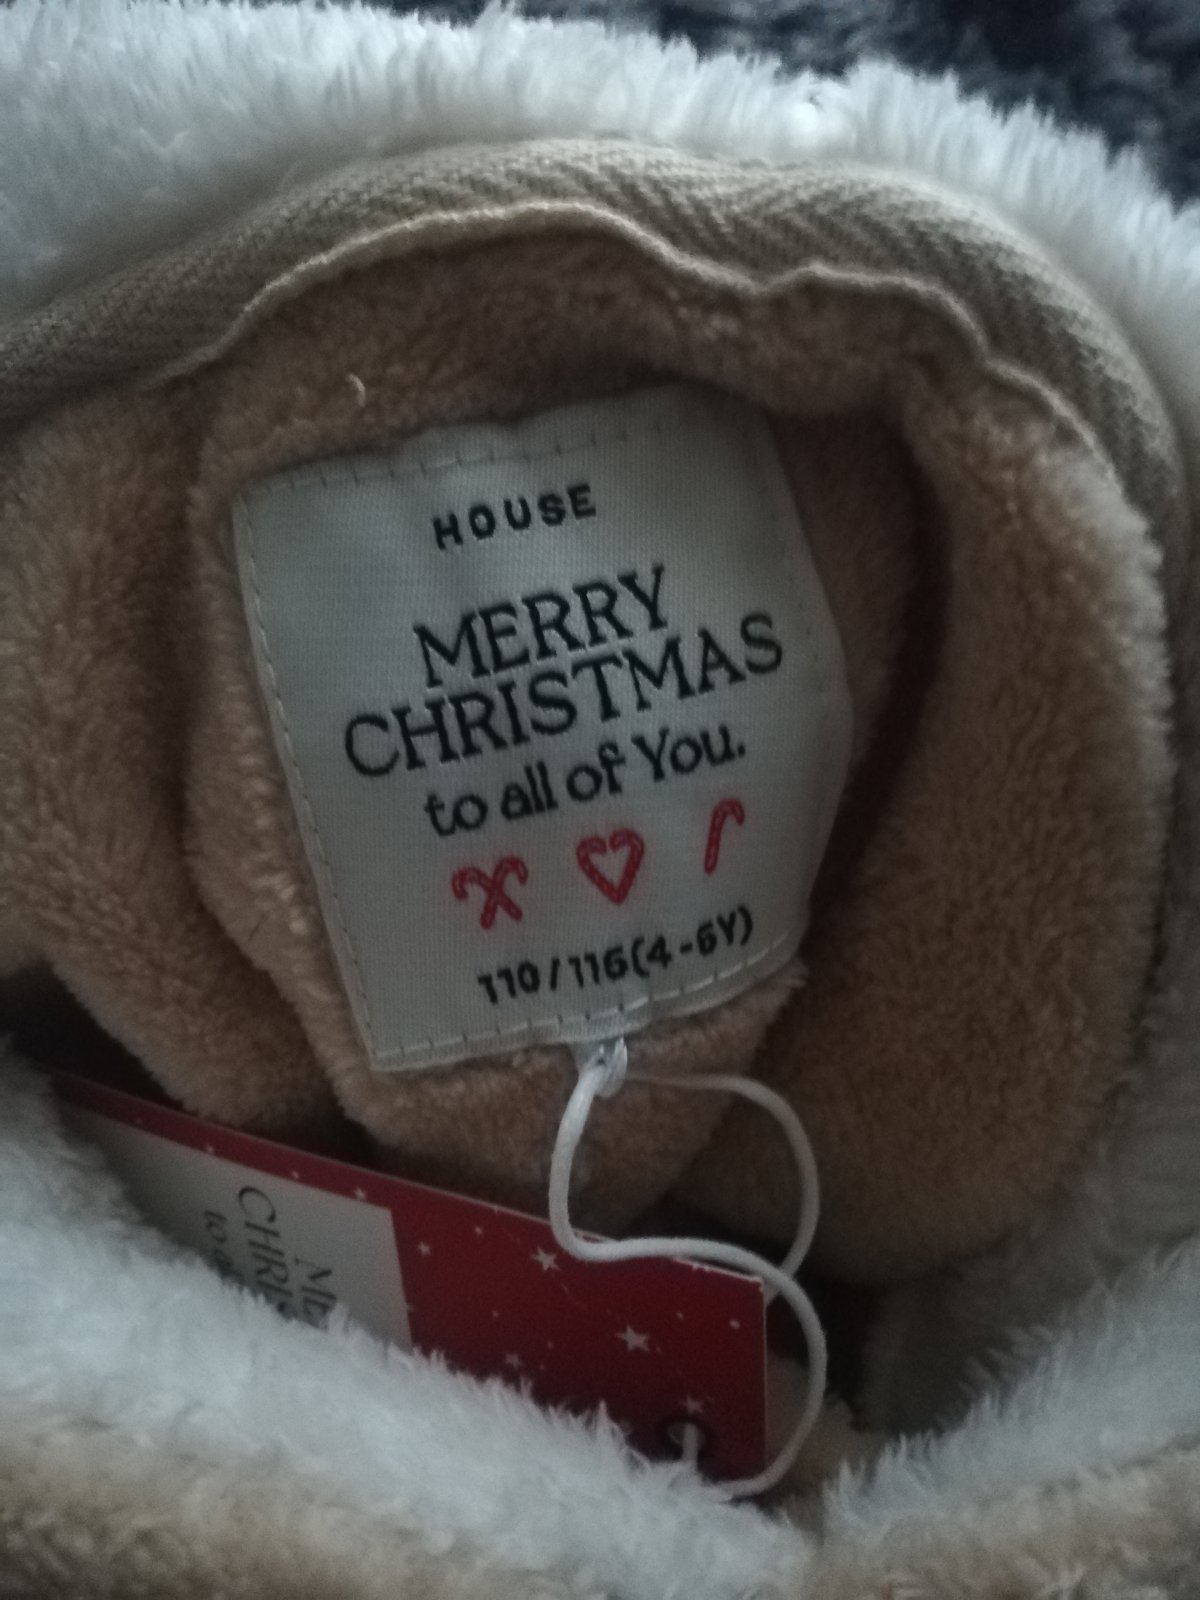 HOUSE
MERRY
CHRISTMAS
to all of You.
110/116(4-6Y)